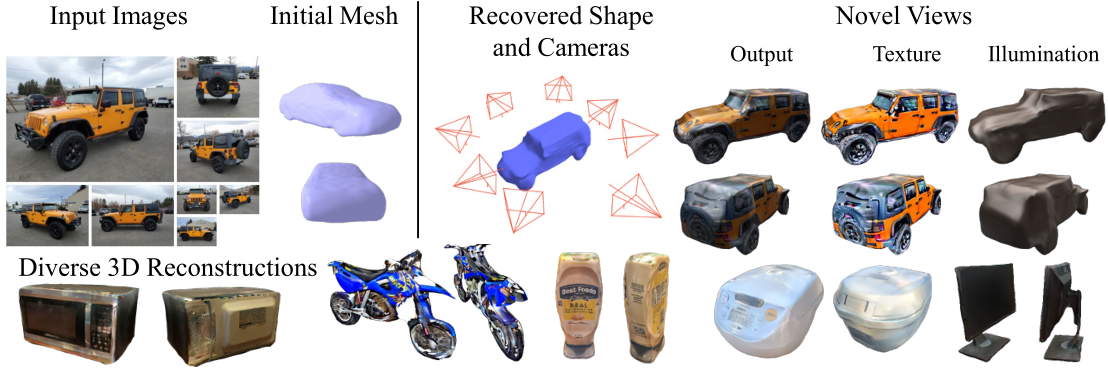 Input Images
Initial Mesh
Recovered Shape
and Cameras
Novel Views
Output
Texture
Illumination
Diverse 3D Reconstructions
Best Foods
REAL